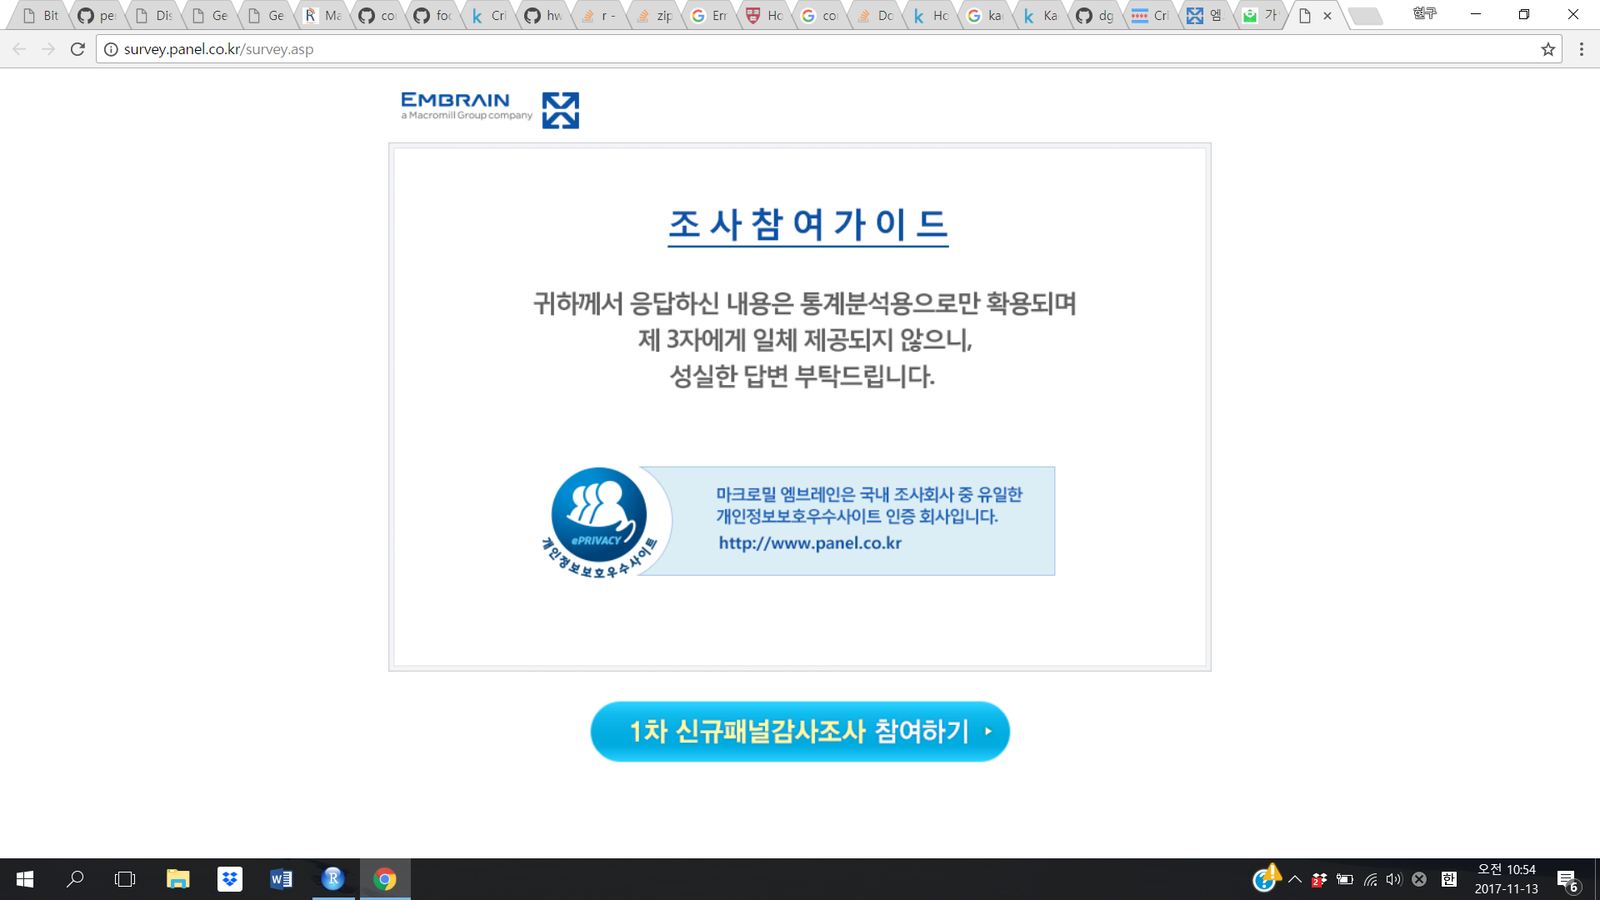 BIt
pe
Dis
Ge
Ge
Ma
co
foc
Cri
hw
r -
zip
Err
Ho
co
Do
Ho
ka
Ka
dg
Cri
엠
가
현구
survey.panel.co.kr/survey.asp
EMBRAIN
a Macromill Group company
조사참여가이드
귀하께서 응답하신 내용은 통계분석용으로만 확용되며
제 3자에게 일체 제공되지 않으니,
성실한 답변 부탁드립니다.
ePRIVACY
개인정보보호우수사이트
마크로밀 엠브레인은 국내 조사회사 중 유일한
개인정보보호우수사이트 인증 회사입니다.
http://www.panel.co.kr
1차 신규패널감사조사 참여하기
한
오전 10:54
2017-11-13
6